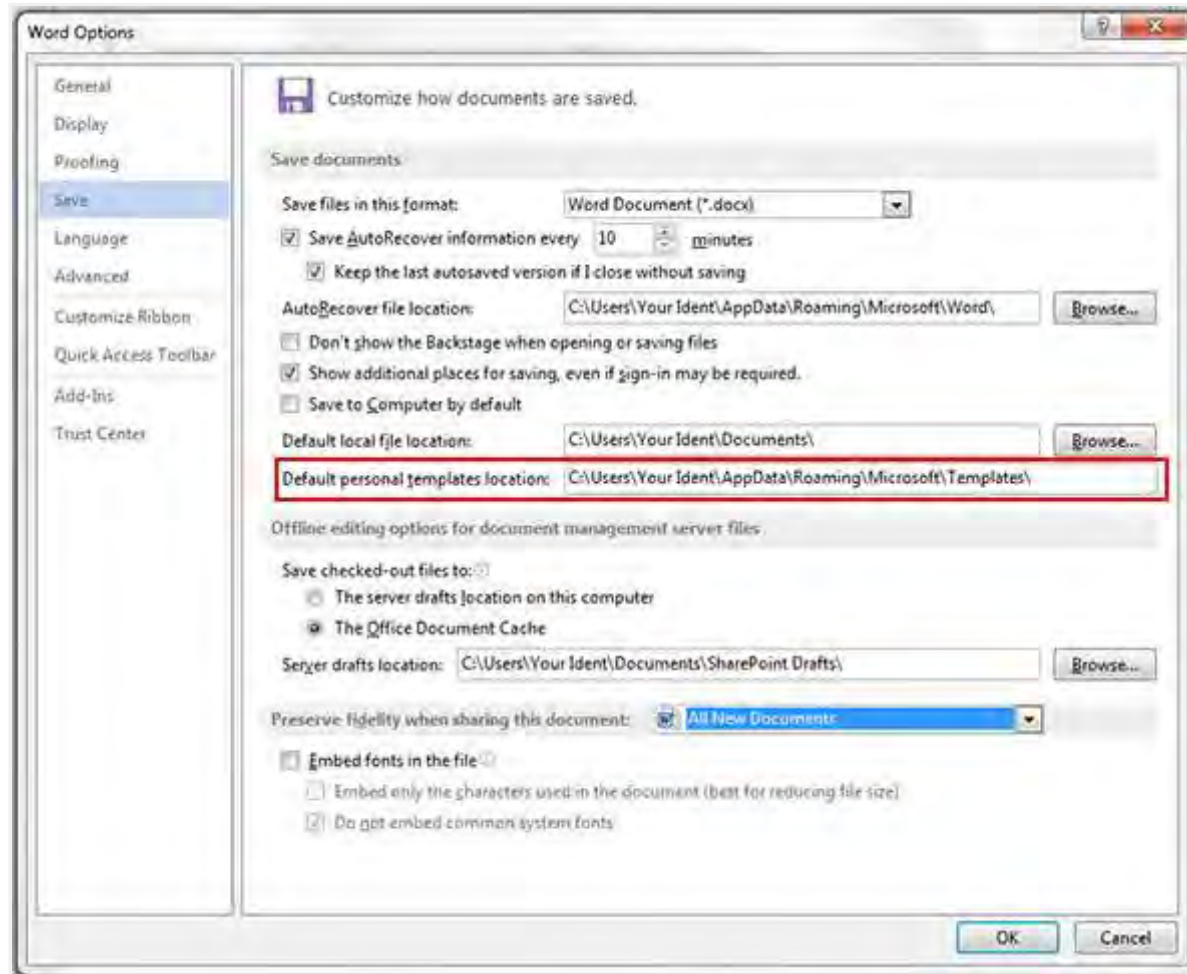 Word Options
General
Display
Proofing
Save
Language
Advanced
Customize Ribbon
Quick Access Toolbar
Add-Ins
Trust Center
Customize how documents are saved.
Save documents
Save files in this format: Word Document (*.docx)
Save AutoRecover information every 10 minutes
Keep the last autosaved version if I close without saving
AutoRecover file location: C:\Users\Your Ident\AppData\Roaming\Microsoft\Word\ Browse...
Don't show the Backstage when opening or saving files
Show additional places for saving, even if sign-in may be required.
Save to Computer by default
Default local file location: C:\Users\Your Ident\Documents\ Browse...
Default personal templates location: C:\Users\Your Ident\AppData\Roaming\Microsoft\Templates\
Offline editing options for document management server files
Save checked-out files to:
The server drafts location on this computer
The Office Document Cache
Server drafts location: C:\Users\Your Ident\Documents\SharePoint Drafts\ Browse...
Preserve fidelity when sharing this document: All New Documents
Embed fonts in the file
Embed only the characters used in the document (best for reducing file size)
Do not embed common system fonts
OK Cancel